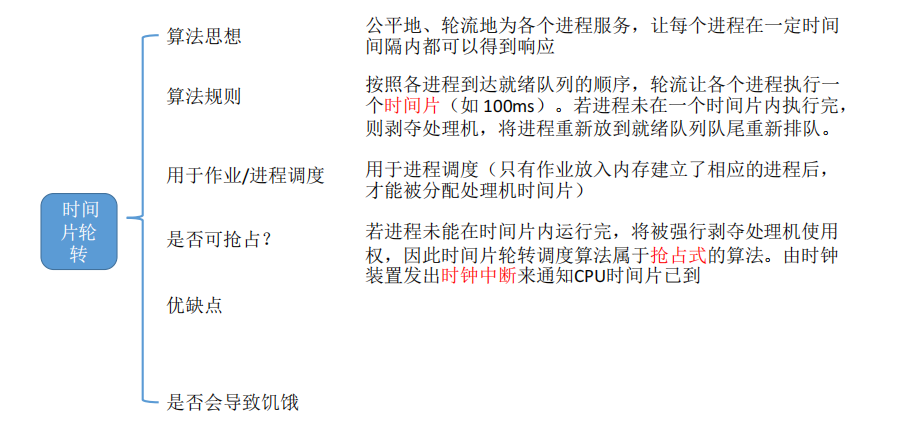 时间
片轮
转
算法思想
公平地、轮流地为各个进程服务，让每个进程在一定时间
间隔内都可以得到响应
算法规则
按照各进程到达就绪队列的顺序，轮流让各个进程执行一
个时间片（如 100ms）。若进程未在一个时间片内执行完，
则剥夺处理机，将进程重新放到就绪队列队尾重新排队。
用于作业/进程调度
用于进程调度（只有作业放入内存建立了相应的进程后，
才能被分配处理机时间片）
是否可抢占？
若进程未能在时间片内运行完，将被强行剥夺处理机使用
权，因此时间片轮转调度算法属于抢占式的算法。由时钟
装置发出时钟中断来通知CPU时间片已到
优缺点
是否会导致饥饿